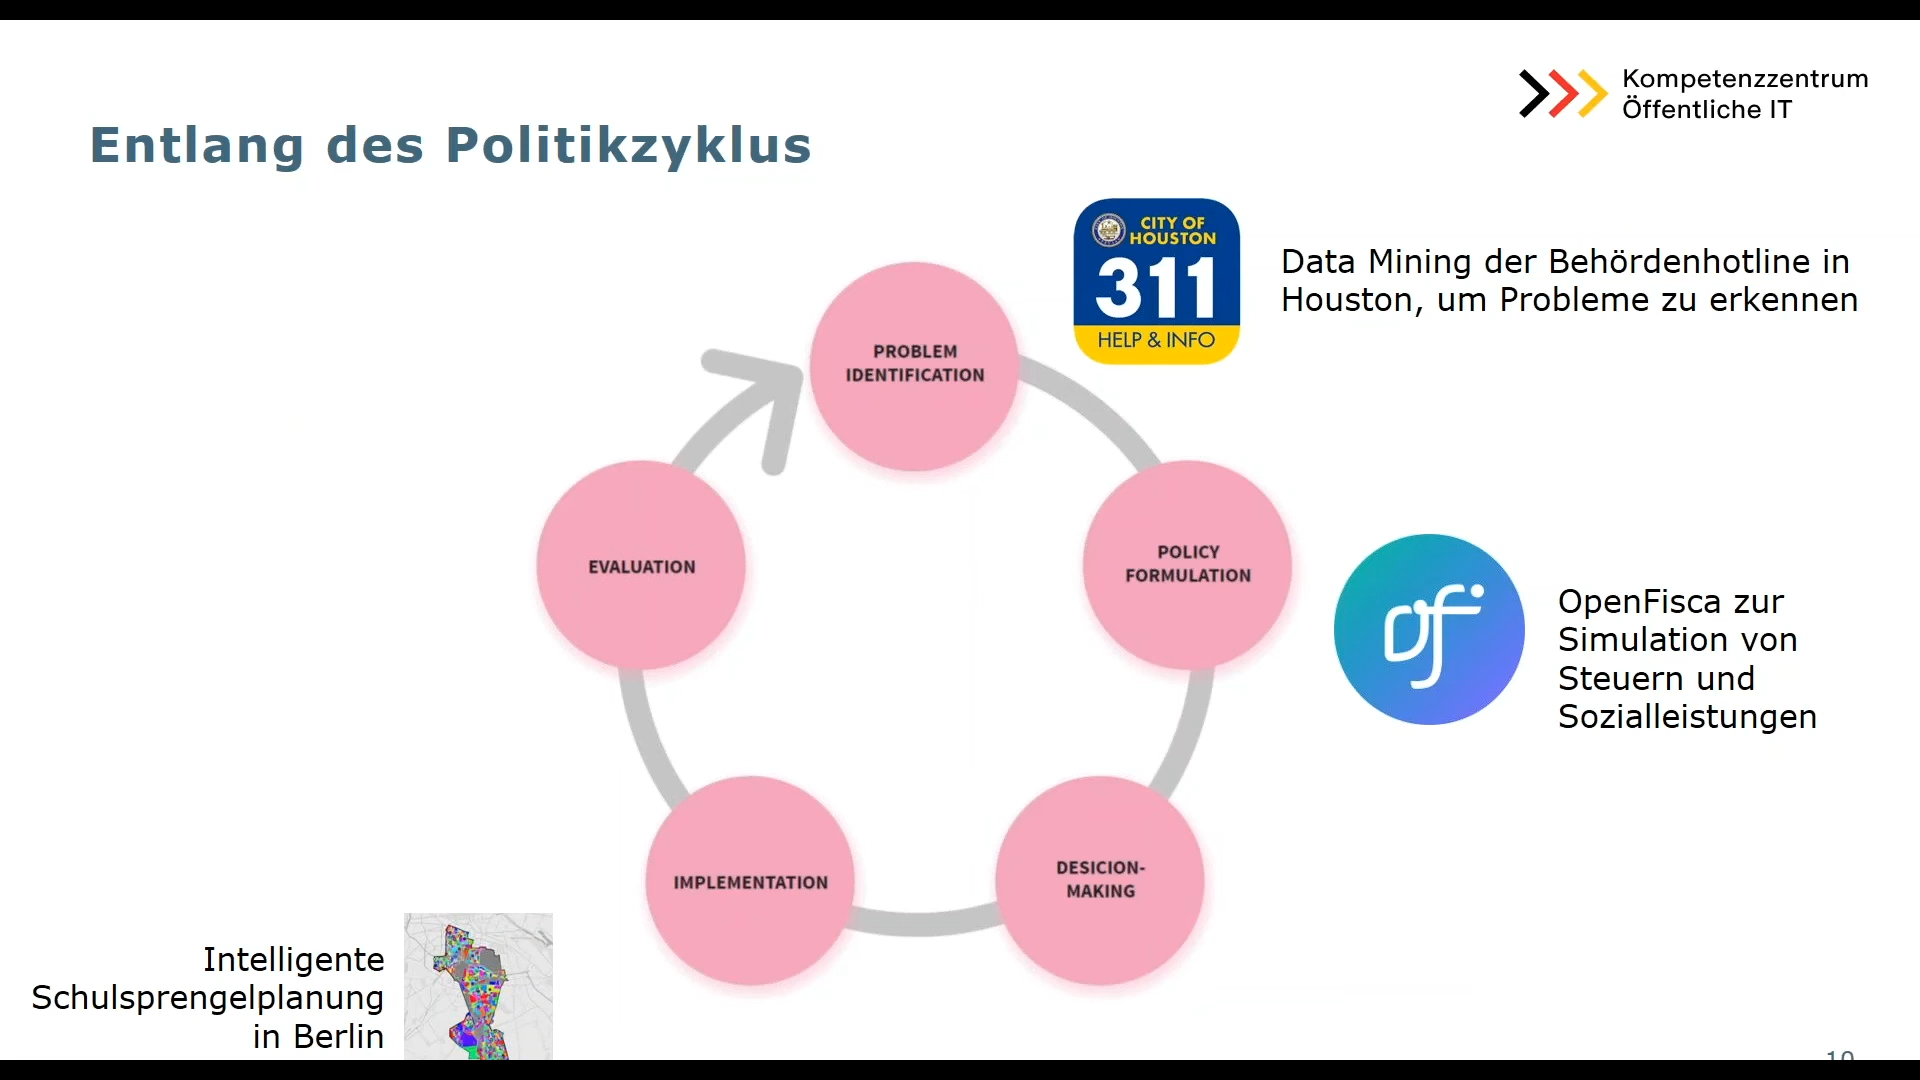 Kompetenzzentrum
Öffentliche IT
Entlang des Politikzyklus
CITY OF
HOUSTON
311
HELP & INFO
Data Mining der Behördenhotline in
Houston, um Probleme zu erkennen
PROBLEM
IDENTIFICATION
EVALUATION
POLICY
FORMULATION
OpenFisca zur
Simulation von
Steuern und
Sozialleistungen
IMPLEMENTATION
DESICION-
MAKING
Intelligente
Schulsprengelplanung
in Berlin